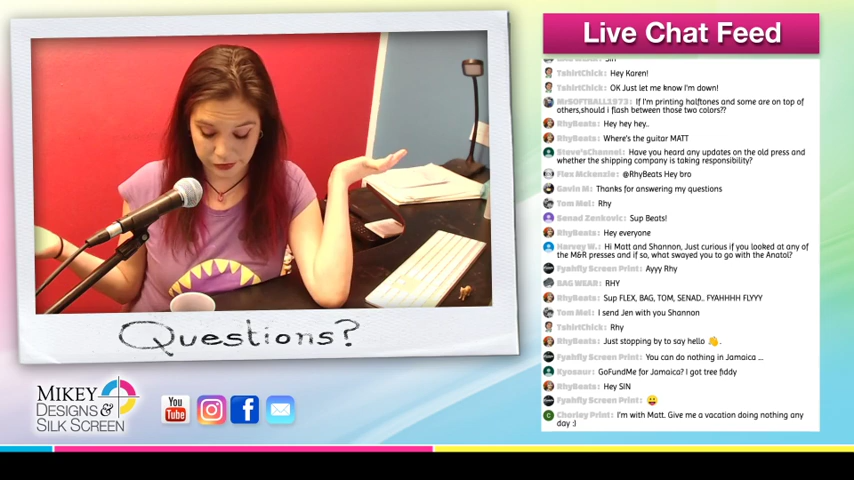 Live Chat Feed
TshirtChick: Hey Karen!
TshirtChick: OK Just let me know I'm down!
MrSOFTBALL1973: If I'm printing halftones and some are on top of
others,should i flash between those two colors??
RhyBeats: Hey hey hey..
RhyBeats: Where's the guitar MATT
Steve'sChannel: Have you heard any updates on the old press and
whether the shipping company is taking responsibility?
Flex Mckenzie: @RhyBeats Hey bro
Gavin M: Thanks for answering my questions
Tom Mel: Rhy
Senad Zenkovic: Sup Beats!
RhyBeats: Hey everyone
Harvey W.: Hi Matt and Shannon, Just curious if you looked at any of
the M&R presses and if so, what swayed you to go with the Anatol?
Fyahfly Screen Print: Ayyy Rhy
BAG WEAR: RHY
RhyBeats: Sup FLEX, BAG, TOM, SENAD.. FYAHHHH FLYYY
Tom Mel: I send Jen with you Shannon
TshirtChick: Rhy
RhyBeats: Just stopping by to say hello 👋.
Fyahfly Screen Print: You can do nothing in Jamaica ...
Kyosaur: GoFundMe for Jamaica? I got tree fiddy
RhyBeats: Hey SIN
Fyahfly Screen Print: 😛
C Chorley Print: I'm with Matt. Give me a vacation doing nothing any
day :)
Questions?
MIKEY
DESIGNS &
SILK SCREEN
You
Tube